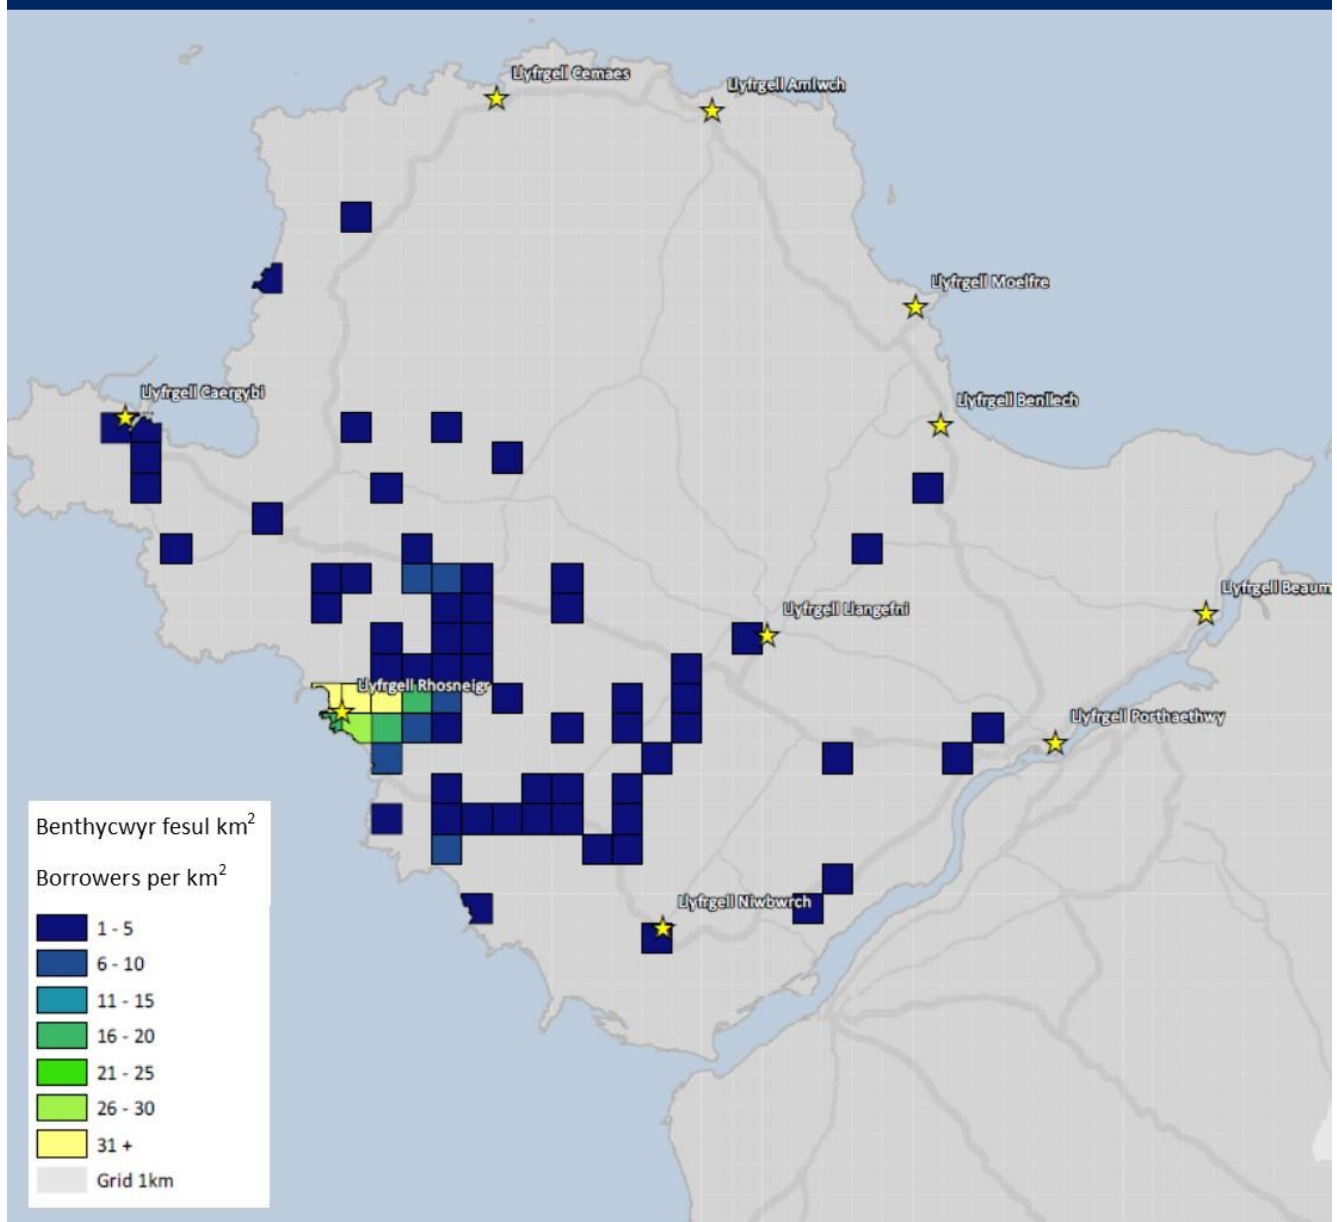 Llyfrgell Cemaes
Llyfrgell Amlwch
Llyfrgell Moelfre
Llyfrgell Caergybi
Llyfrgell Benllech
Llyfrgell Beaum
Llyfrgell Llangefni
Llyfrgell Rhosneigr
Llyfrgell Porthaethwy
Llyfrgell Niwbwrch
Benthycwyr fesul km²
Borrowers per km²
1 - 5
6 - 10
11 - 15
16 - 20
21 - 25
26 - 30
31 +
Grid 1km